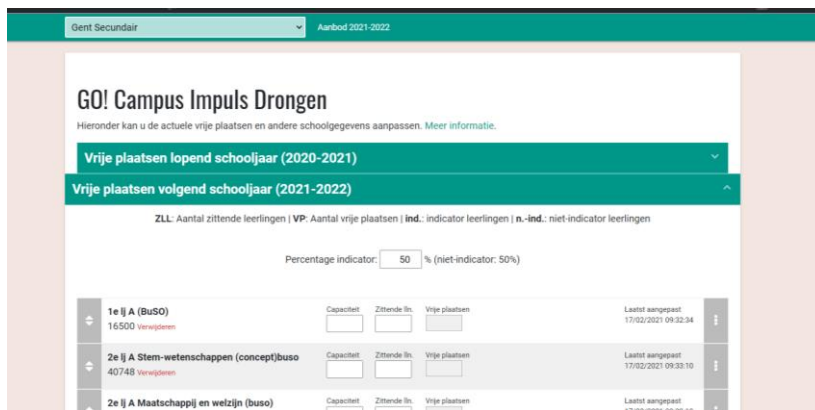 Gent Secundair Aanbod 2021-2022
GO! Campus Impuls Drongen
Hieronder kan u de actuele vrije plaatsen en andere schoolgegevens aanpassen. Meer informatie.
Vrije plaatsen lopend schooljaar (2020-2021)
Vrije plaatsen volgend schooljaar (2021-2022)
ZLL: Aantal zittende leerlingen | VP: Aantal vrije plaatsen | ind.: indicator leerlingen | n.-ind.: niet-indicator leerlingen
Percentage indicator: 50 % (niet-indicator: 50%)
1e lj A (BuSO) Capaciteit Zittende lln. Vrije plaatsen Laatst aangepast
16500 Verwijderen 17/02/2021 09:32:34
2e lj A Stem-wetenschappen (concept)buso Capaciteit Zittende lln. Vrije plaatsen Laatst aangepast
40748 Verwijderen 17/02/2021 09:33:10
2e lj A Maatschappij en welzijn (buso) Capaciteit Zittende lln. Vrije plaatsen Laatst aangepast